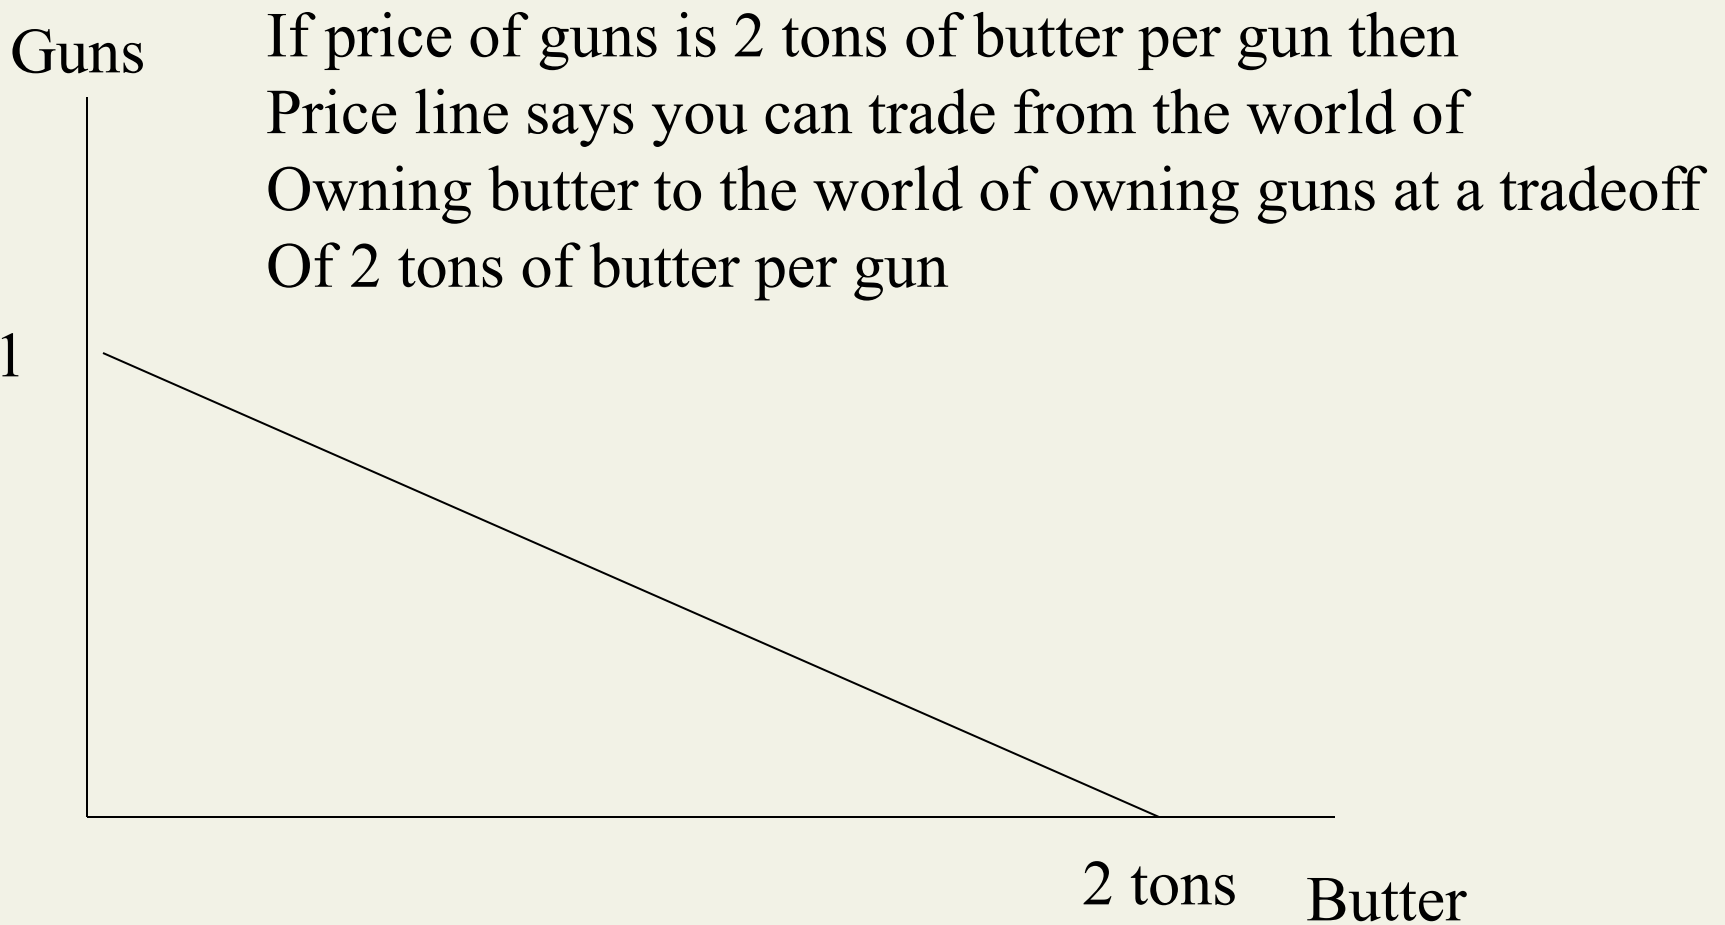 Guns
If price of guns is 2 tons of butter per gun then
Price line says you can trade from the world of
Owning butter to the world of owning guns at a tradeoff
Of 2 tons of butter per gun
1
2 tons
Butter